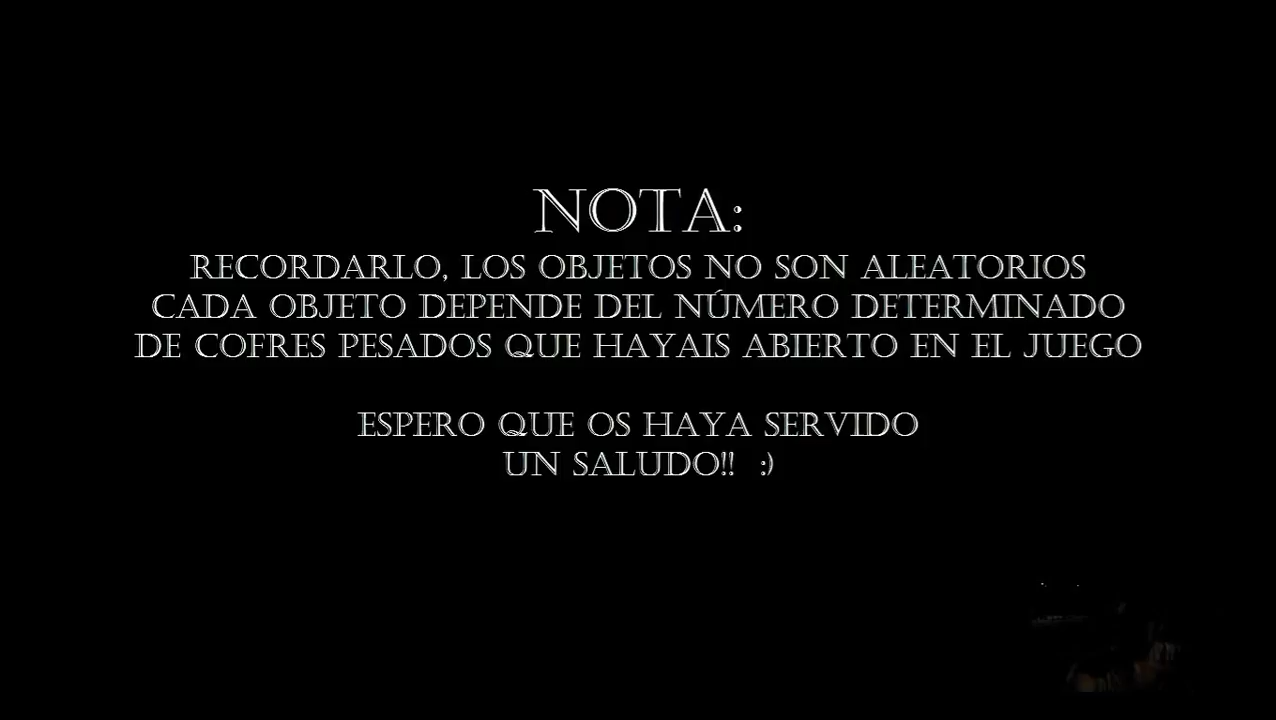 NOTA:
RECORDARLO, LOS OBJETOS NO SON ALEATORIOS
CADA OBJETO DEPENDE DEL NÚMERO DETERMINADO
DE COFRES PESADOS QUE HAYAIS ABIERTO EN EL JUEGO
ESPERO QUE OS HAYA SERVIDO
UN SALUDO!! :)